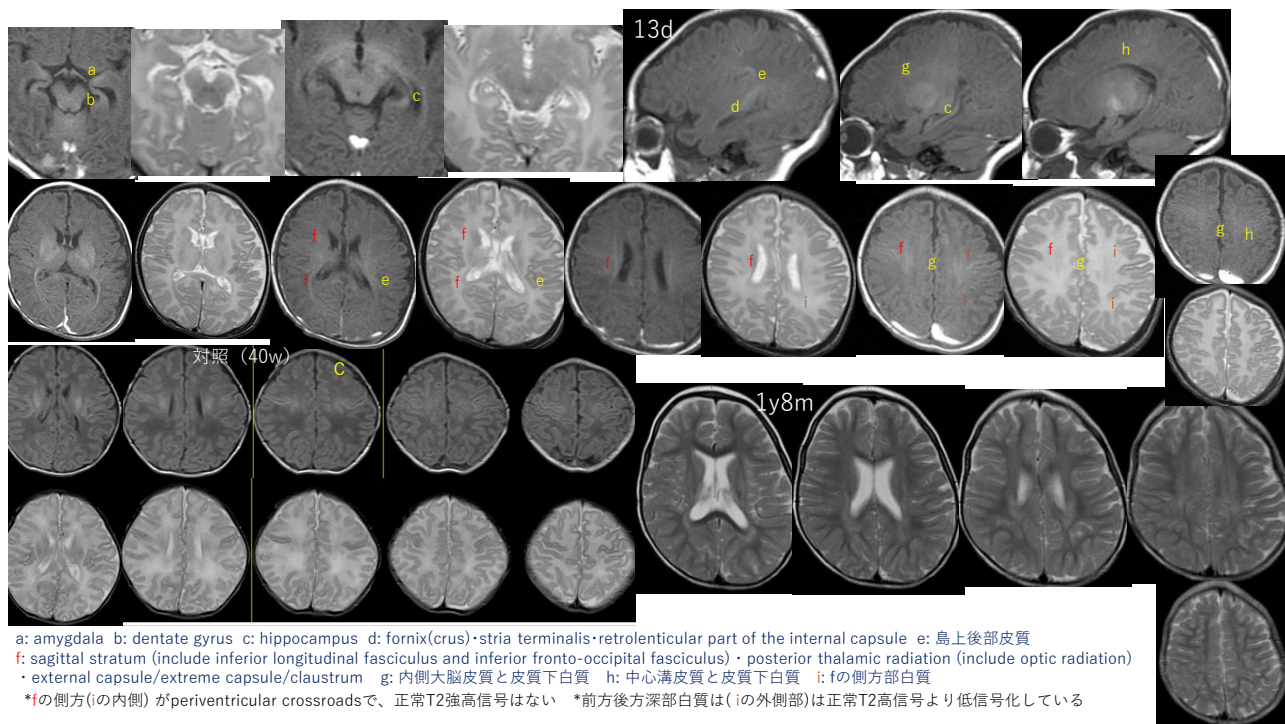 13d
a
b
c
e
d
g
c
h
f
f
e
f
f
e
f
i
f
i
f
g
i
i
f
g
i
i
g
h
対照（40w）
C
1y8m
a: amygdala b: dentate gyrus c: hippocampus d: fornix(crus)・stria terminalis・retrolenticular part of the internal capsule e: 島上後部皮質
f: sagittal stratum (include inferior longitudinal fasciculus and inferior fronto-occipital fasciculus)・posterior thalamic radiation (include optic radiation)
・external capsule/extreme capsule/claustrum g: 内側大脳皮質と皮質下白質 h: 中心溝皮質と皮質下白質 i: fの側方部白質
*fの側方(iの内側) がperiventricular crossroadsで、正常T2強高信号はない *前方後方深部白質は( iの外側部)は正常T2高信号より低信号化している